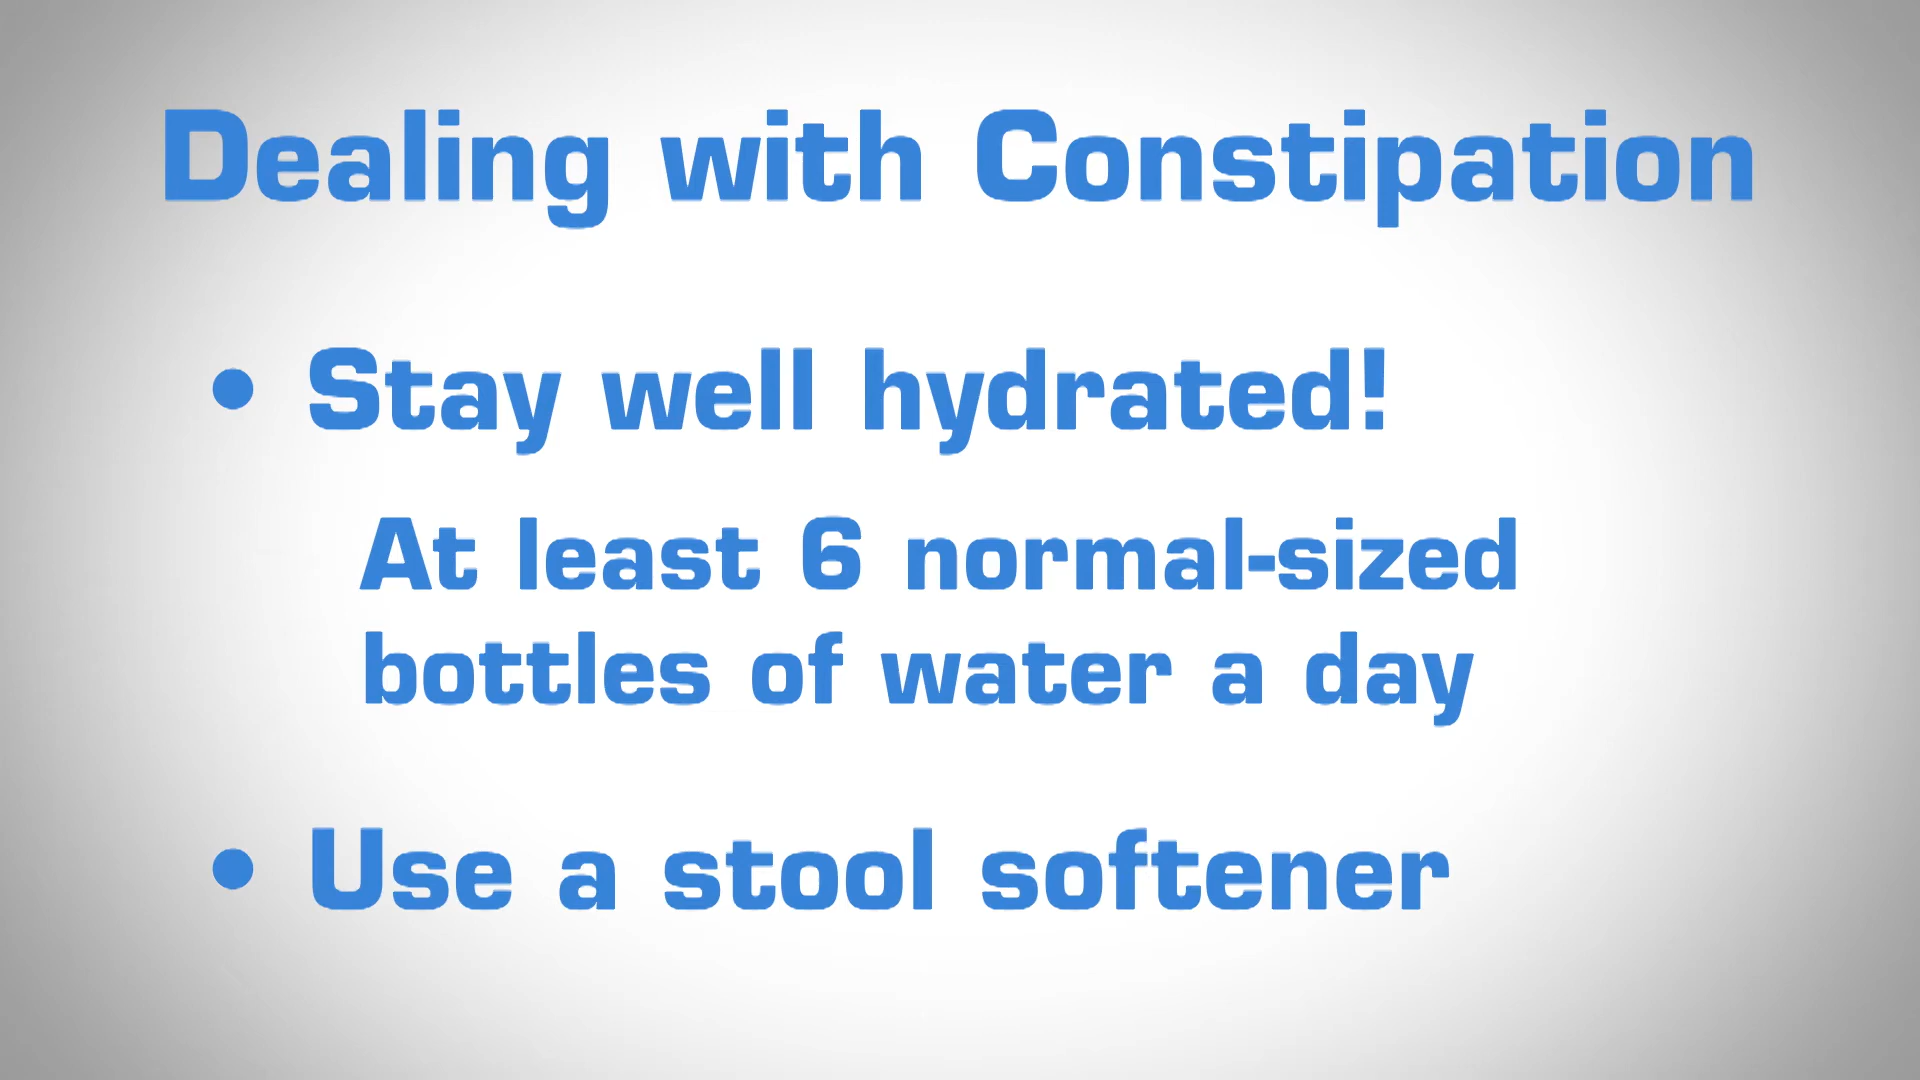 Dealing with Constipation
• Stay well hydrated!
At least 6 normal-sized
bottles of water a day
• Use a stool softener